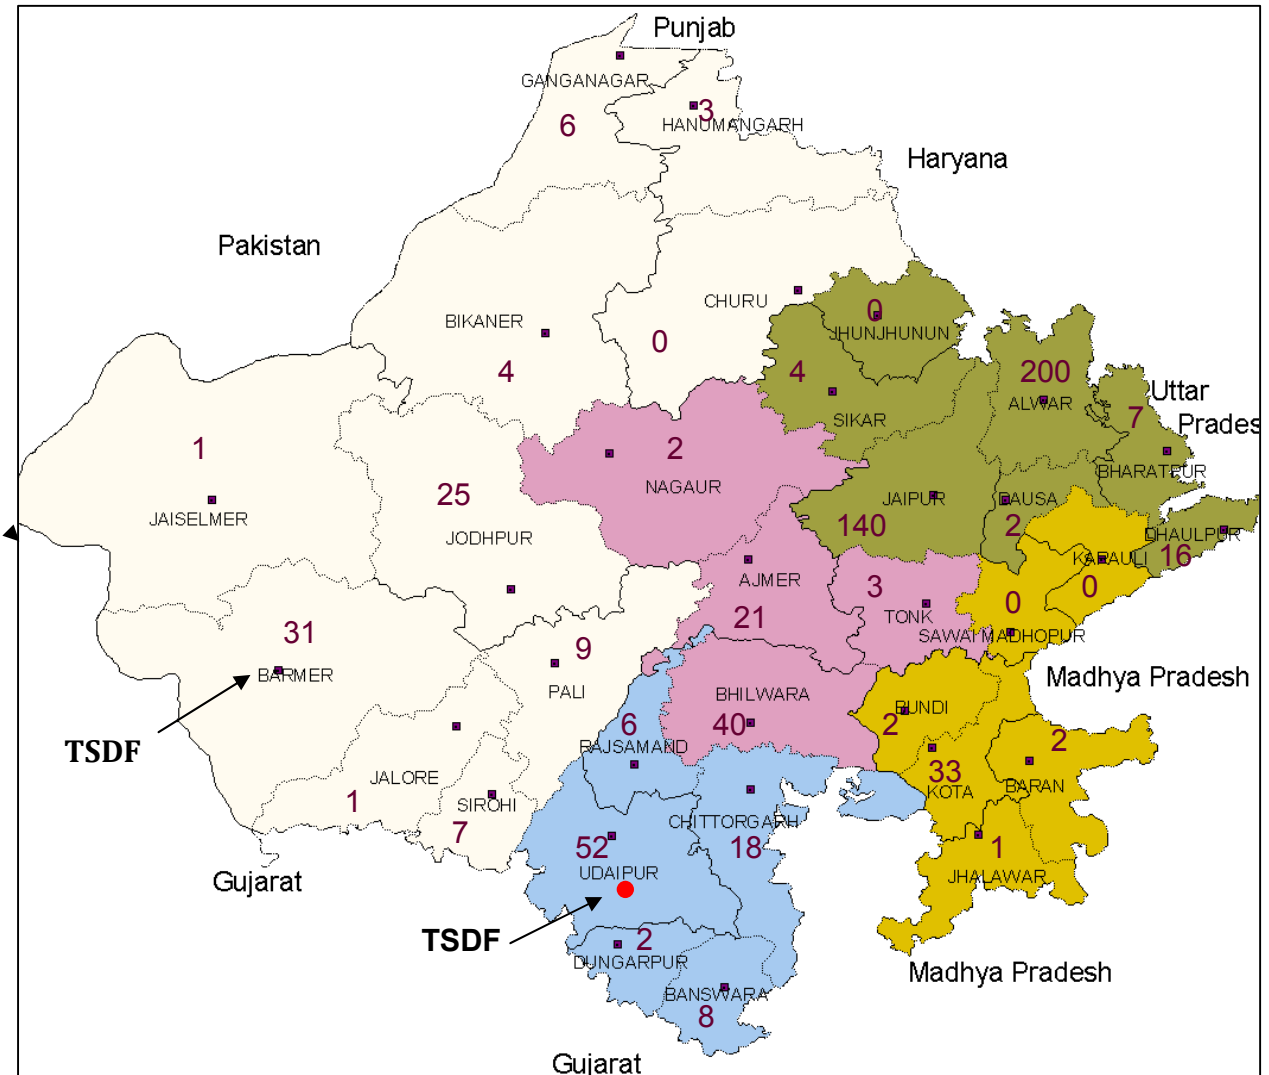 Punjab
GANGANAGAR
3
HANUMANGARH
6
Haryana
Pakistan
CHURU
BIKANER
0
JHUNJHUNUN
0
4
4
200
ALWAR
Uttar
Prades
7
SIKAR
1
2
BHARATPUR
NAGAUR
25
JAIPUR
DAUSA
JAISELMER
140
2
DHAULPUR
JODHPUR
16
KARAULI
AJMER
3
0
0
TONK
21
31
SAWAI MADHOPUR
9
BARMER
Madhya Pradesh
PALI
BHILWARA
6
40
BUNDI
2
TSDF
RAJSAMAND
2
33
JALORE
KOTA
BARAN
1
SIROHI
7
CHITTORGARH
52
18
1
UDAIPUR
JHALAWAR
Gujarat
TSDF
2
DUNGARPUR
Madhya Pradesh
BANSWARA
8
Gujarat